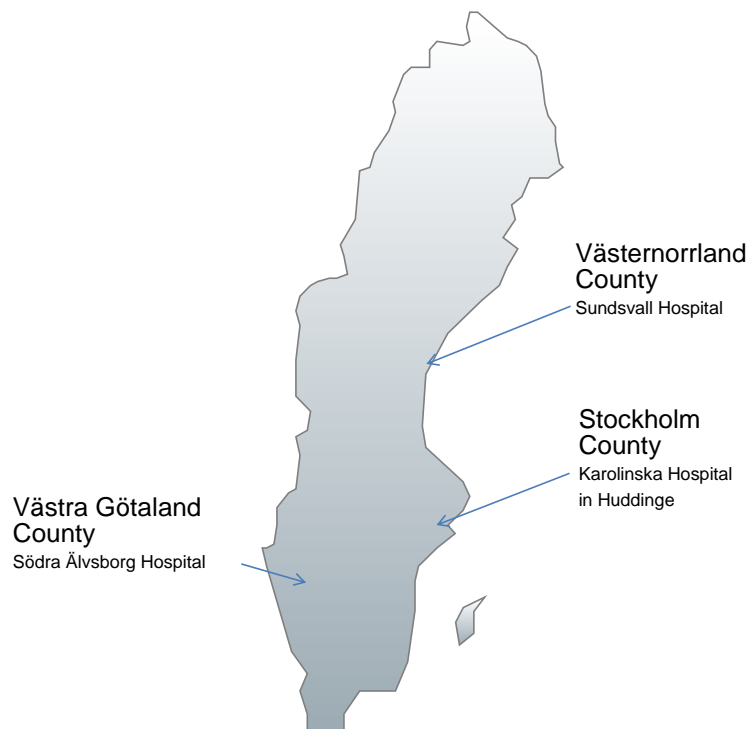 Västernorrland
County
Sundsvall Hospital
Stockholm
County
Karolinska Hospital
in Huddinge
Västra Götaland
County
Södra Älvsborg Hospital